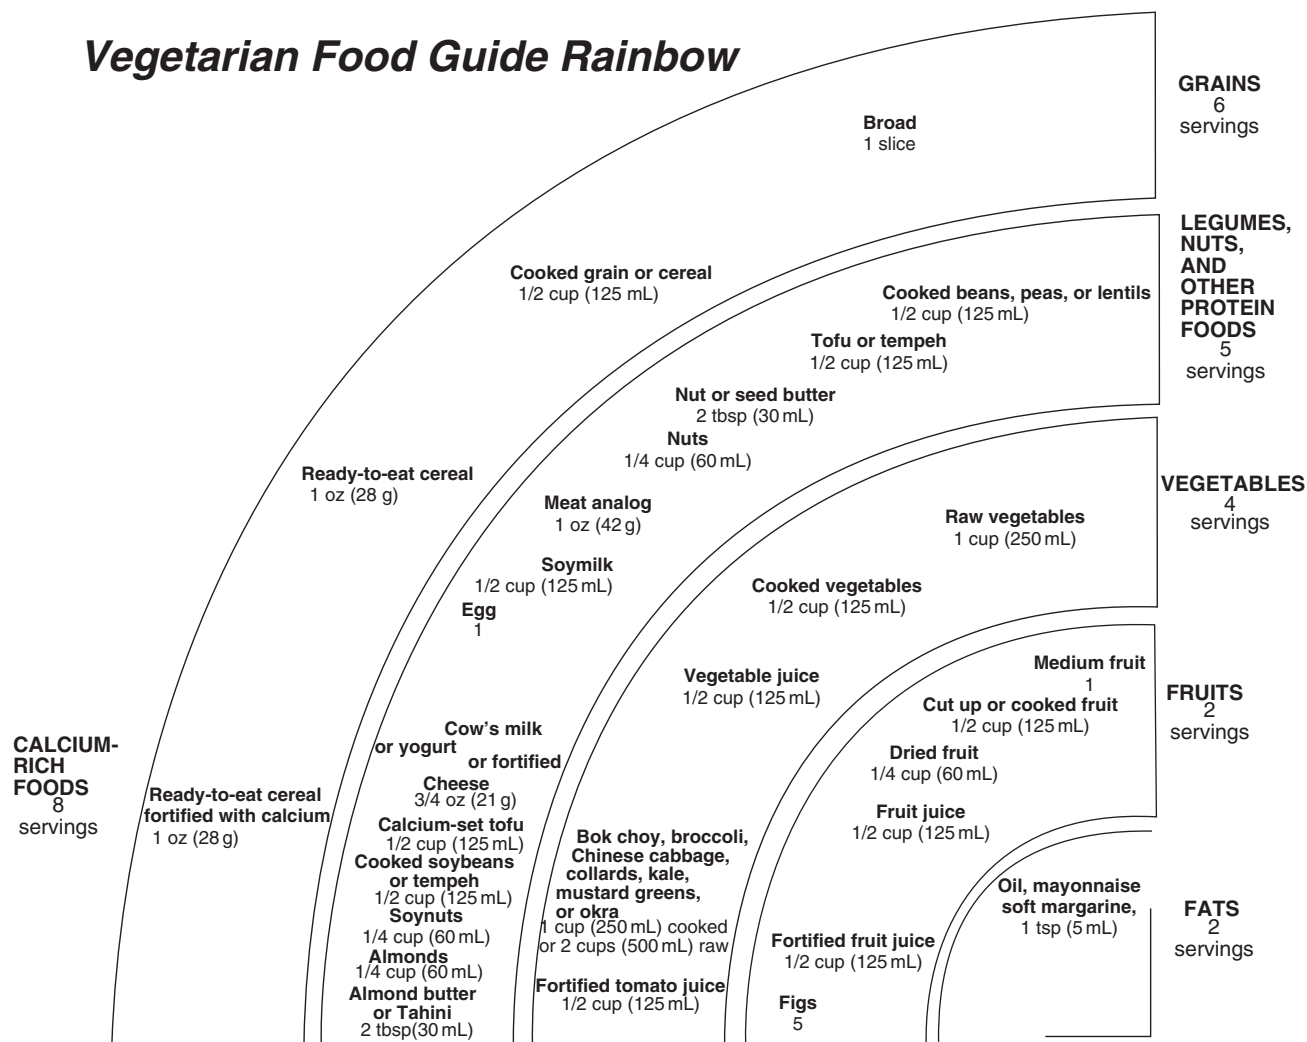 Vegetarian Food Guide Rainbow
GRAINS
6
servings
Broad
1 slice
Cooked grain or cereal
1/2 cup (125 mL)
Ready-to-eat cereal
1 oz (28 g)
LEGUMES,
NUTS,
AND
OTHER
PROTEIN
FOODS
5
servings
Cooked beans, peas, or lentils
1/2 cup (125 mL)
Tofu or tempeh
1/2 cup (125 mL)
Nut or seed butter
2 tbsp (30 mL)
Nuts
1/4 cup (60 mL)
Meat analog
1 oz (42 g)
Soymilk
1/2 cup (125 mL)
Egg
1
VEGETABLES
4
servings
Raw vegetables
1 cup (250 mL)
Cooked vegetables
1/2 cup (125 mL)
Vegetable juice
1/2 cup (125 mL)
FRUITS
2
servings
Medium fruit
1
Cut up or cooked fruit
1/2 cup (125 mL)
Dried fruit
1/4 cup (60 mL)
Fruit juice
1/2 cup (125 mL)
FATS
2
servings
Oil, mayonnaise
soft margarine,
1 tsp (5 mL)
CALCIUM-
RICH
FOODS
8
servings
Ready-to-eat cereal
fortified with calcium
1 oz (28 g)
Cow's milk
or yogurt
or fortified
Cheese
3/4 oz (21 g)
Calcium-set tofu
1/2 cup (125 mL)
Cooked soybeans
or tempeh
1/2 cup (125 mL)
Soynuts
1/4 cup (60 mL)
Almonds
1/4 cup (60 mL)
Almond butter
or Tahini
2 tbsp(30 mL)
Bok choy, broccoli,
Chinese cabbage,
collards, kale,
mustard greens,
or okra
1 cup (250 mL) cooked
or 2 cups (500 mL) raw
Fortified tomato juice
1/2 cup (125 mL)
Fortified fruit juice
1/2 cup (125 mL)
Figs
5